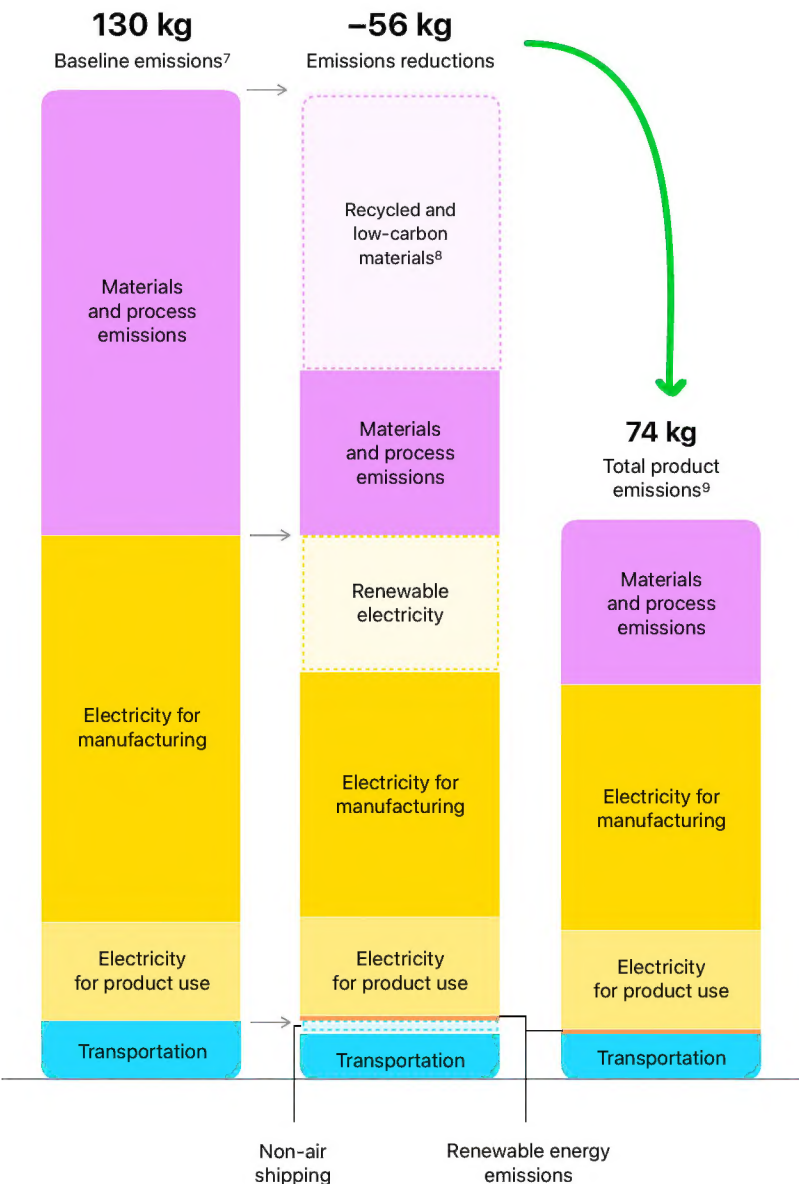 130 kg
Baseline emissions⁷
Materials
and process
emissions
Electricity for
manufacturing
Electricity
for product use
Transportation
−56 kg
Emissions reductions
Recycled and
low-carbon
materials⁸
Materials
and process
emissions
Renewable
electricity
Electricity for
manufacturing
Electricity
for product use
Transportation
Non-air
shipping
Renewable energy
emissions
74 kg
Total product
emissions⁹
Materials
and process
emissions
Electricity for
manufacturing
Electricity
for product use
Transportation